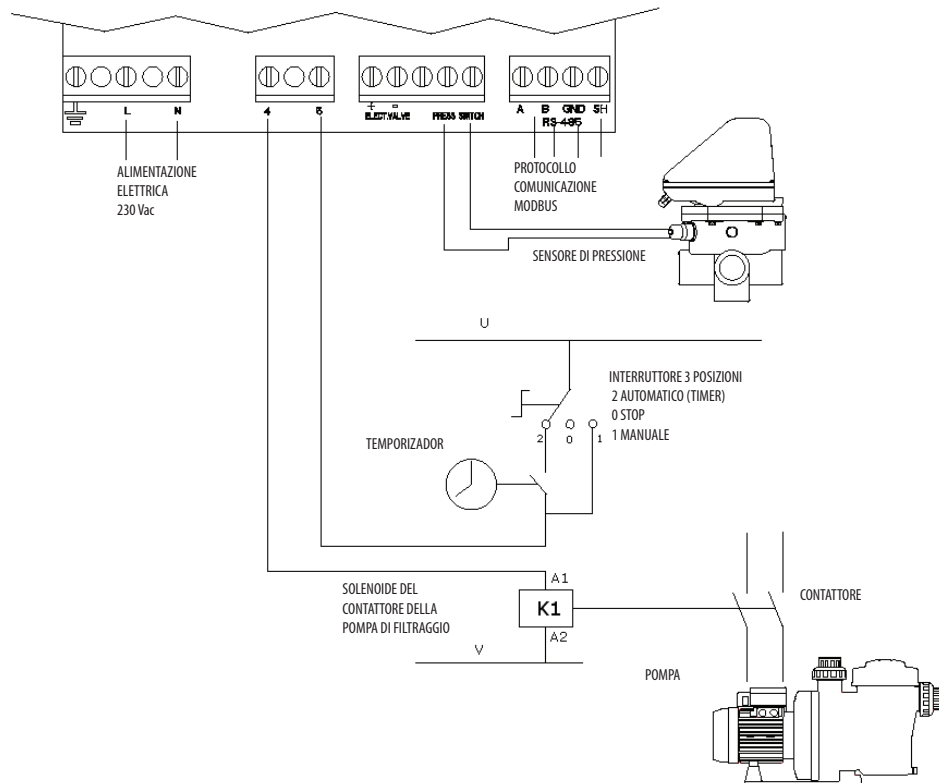 L N
4 5
+ -
ELECT.VALVE
PRESS SWITCH
A B GND SH
RS-485
ALIMENTAZIONE
ELETTRICA
230 Vac
PROTOCOLLO
COMUNICAZIONE
MODBUS
SENSORE DI PRESSIONE
U
INTERRUTTORE 3 POSIZIONI
2 AUTOMATICO (TIMER)
0 STOP
1 MANUALE
2 0 1
TEMPORIZADOR
SOLENOIDE DEL
CONTATTORE DELLA
POMPA DI FILTRAGGIO
A1
K1
A2
V
CONTATTORE
POMPA